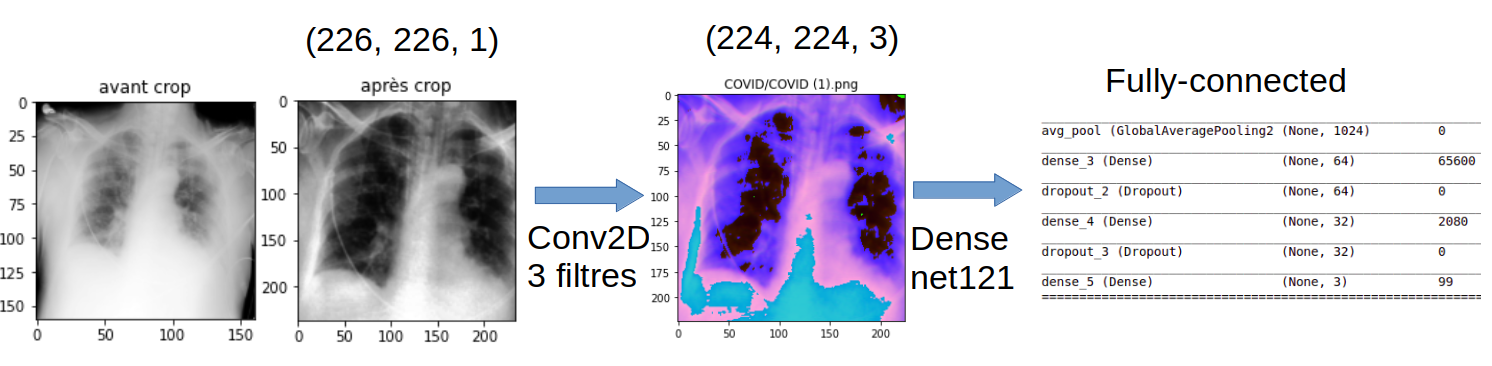 (226, 226, 1)
(224, 224, 3)
Fully-connected
avant crop
0
25
50
75
100
125
150
0
50
100
150
après crop
0
50
100
150
200
0
50
100
150
200
Conv2D
3 filtres
COVID/COVID (1).png
0
25
50
75
100
125
150
175
200
0
50
100
150
200
Dense
net121
avg_pool (GlobalAveragePooling2 (None, 1024) 0
dense_3 (Dense) (None, 64) 65600
dropout_2 (Dropout) (None, 64) 0
dense_4 (Dense) (None, 32) 2080
dropout_3 (Dropout) (None, 32) 0
dense_5 (Dense) (None, 3) 99